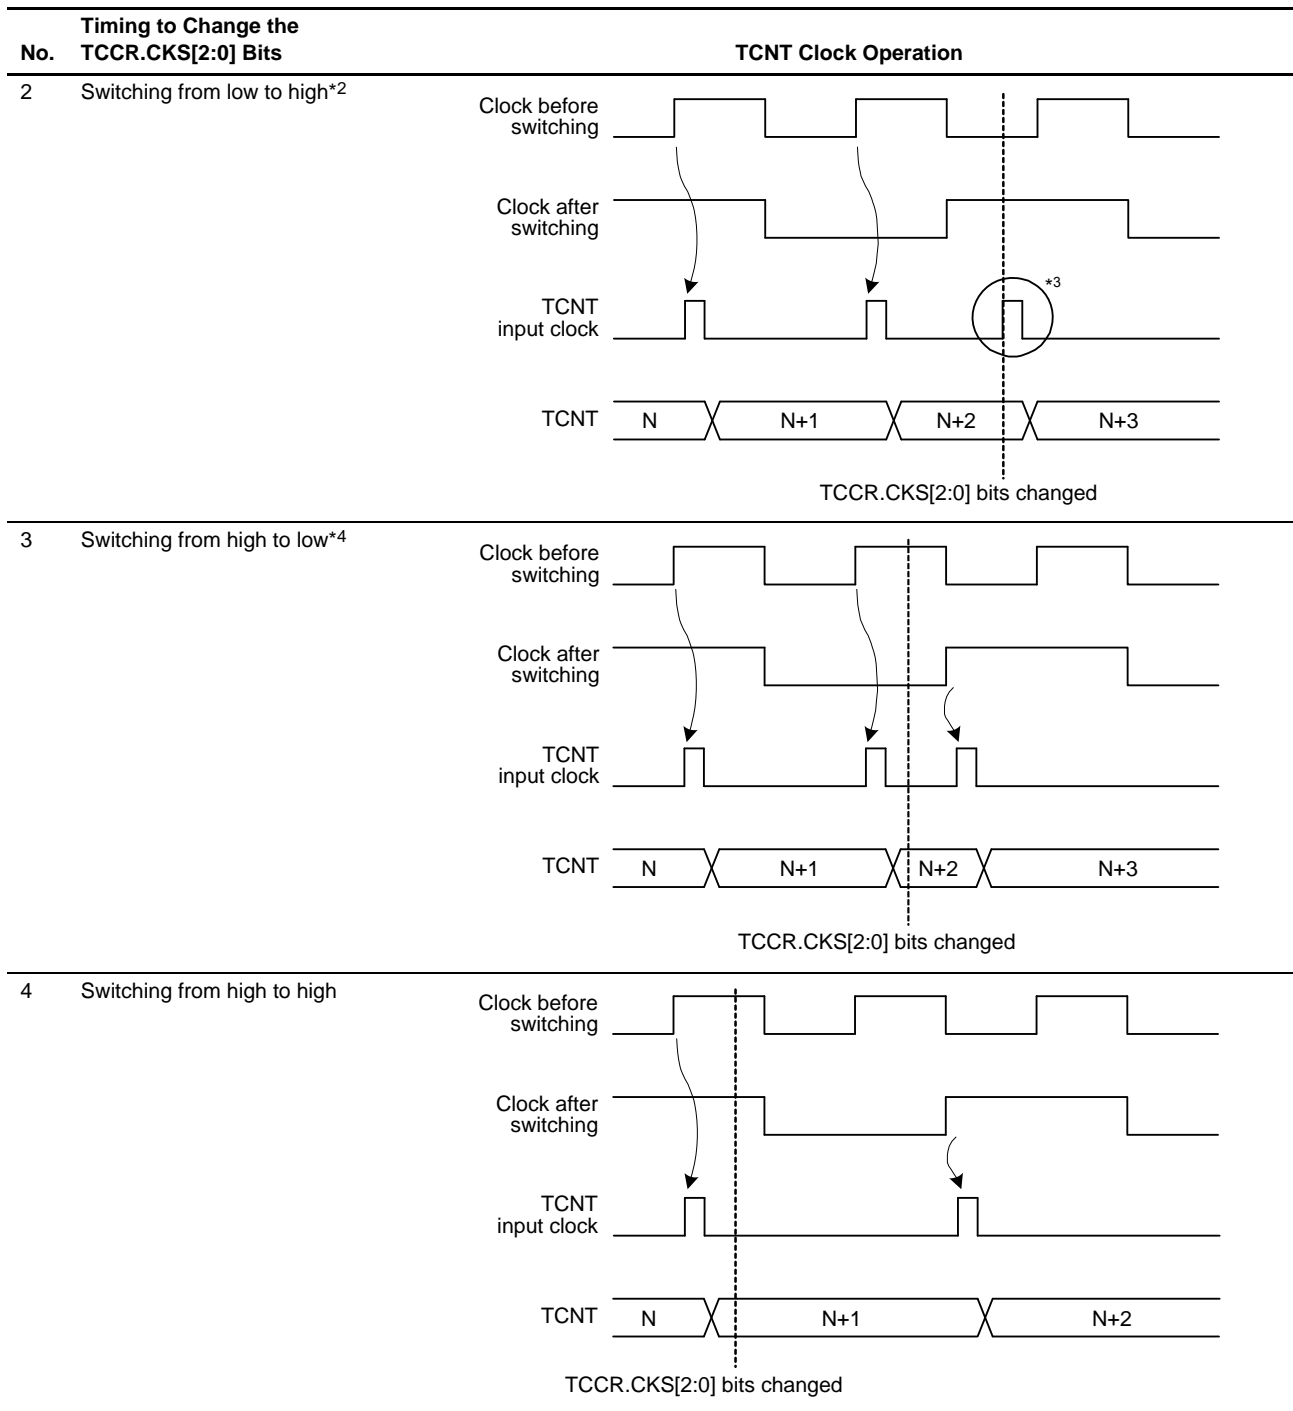 No. Timing to Change the TCCR.CKS[2:0] Bits TCNT Clock Operation
2 Switching from low to high*2
Clock before switching
Clock after switching
*3
TCNT input clock
TCNT N N+1 N+2 N+3
TCCR.CKS[2:0] bits changed
3 Switching from high to low*4
Clock before switching
Clock after switching
TCNT input clock
TCNT N N+1 N+2 N+3
TCCR.CKS[2:0] bits changed
4 Switching from high to high
Clock before switching
Clock after switching
TCNT input clock
TCNT N N+1 N+2
TCCR.CKS[2:0] bits changed